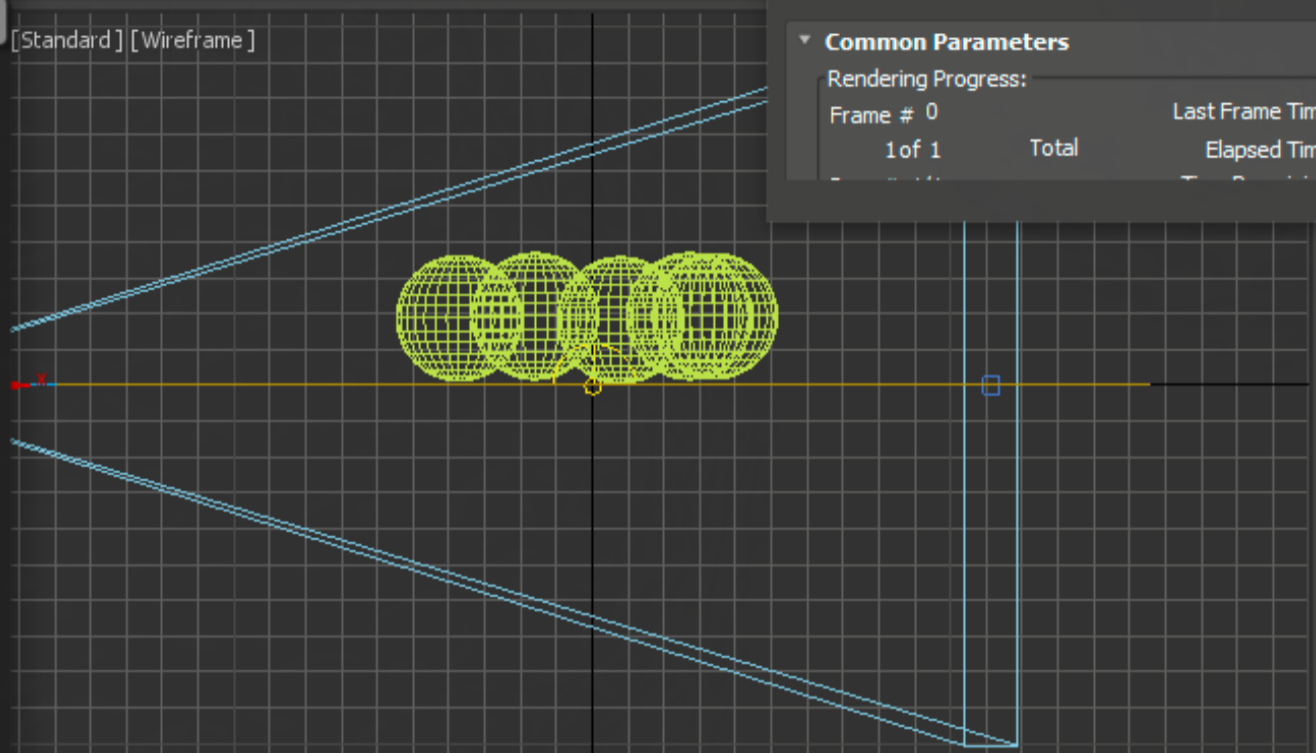 [Standard ] [Wireframe ]
Common Parameters
Rendering Progress:
Frame # 0
Last Frame Tim
1 of 1
Total
Elapsed Tim
x